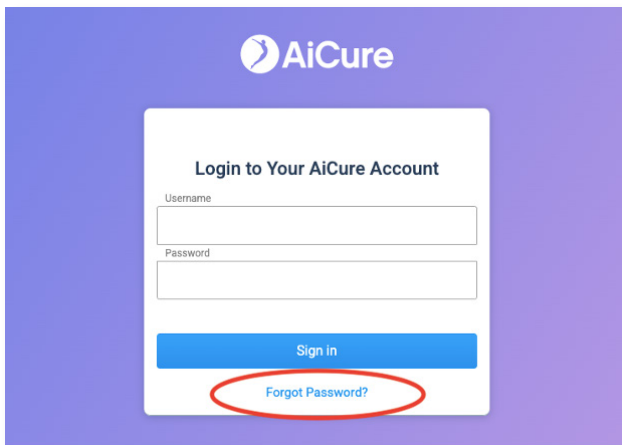 AiCure
Login to Your AiCure Account
Username
Password
Sign in
Forgot Password?